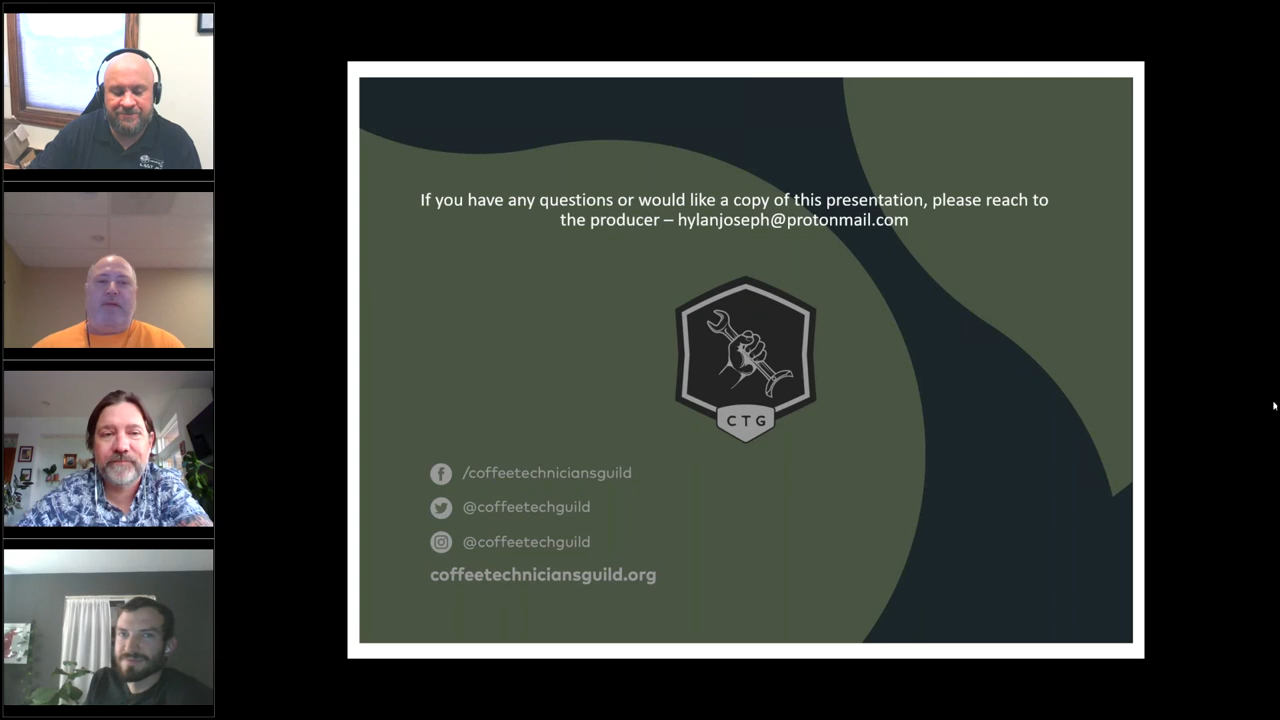 If you have any questions or would like a copy of this presentation, please reach to
the producer – hylanjoseph@protonmail.com
CTG
/coffeetechniciansguild
@coffeetechguild
@coffeetechguild
coffeetechniciansguild.org